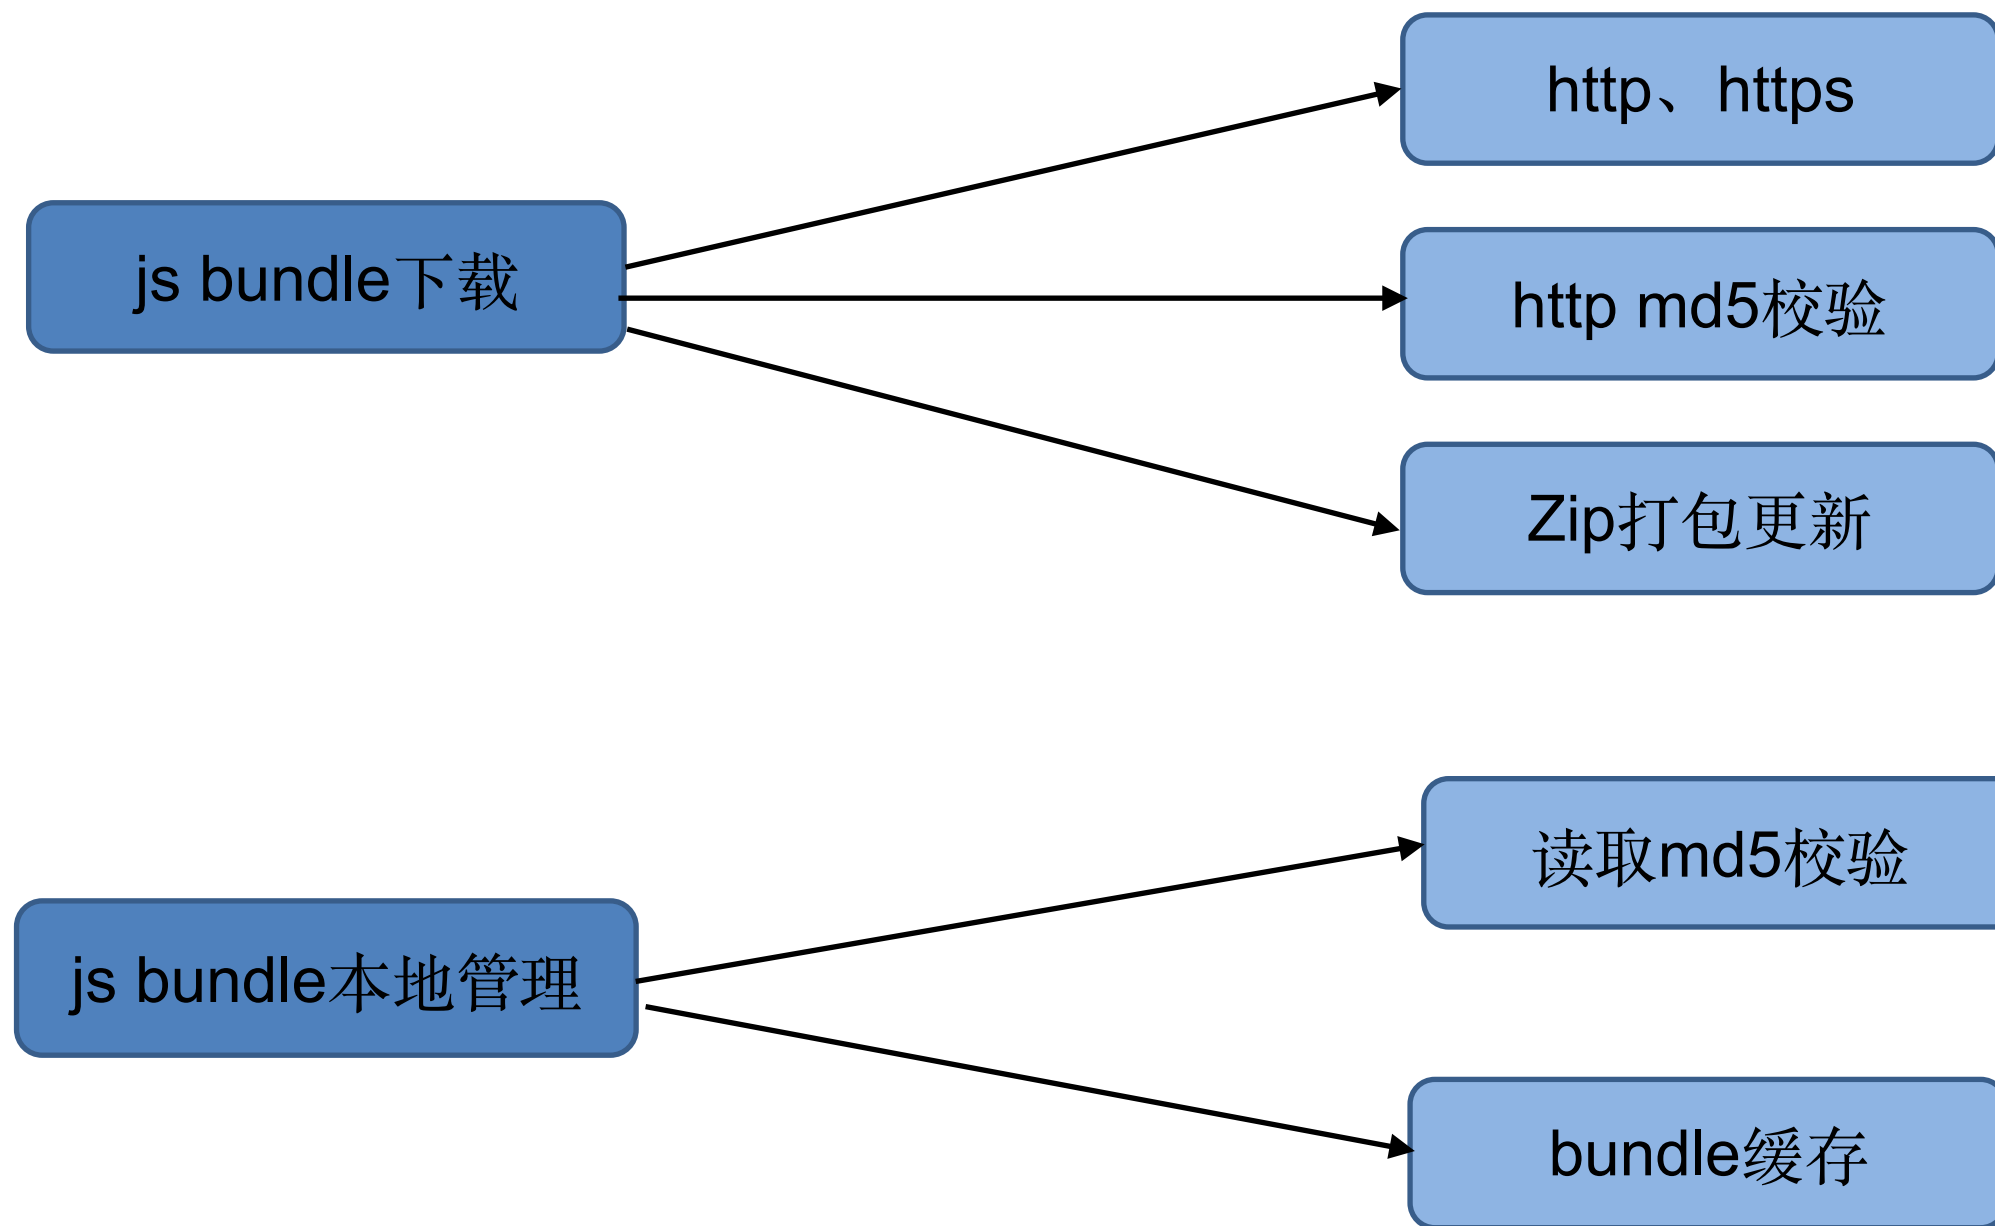 http、https
js bundle下载
http md5校验
Zip打包更新
读取md5校验
js bundle本地管理
bundle缓存